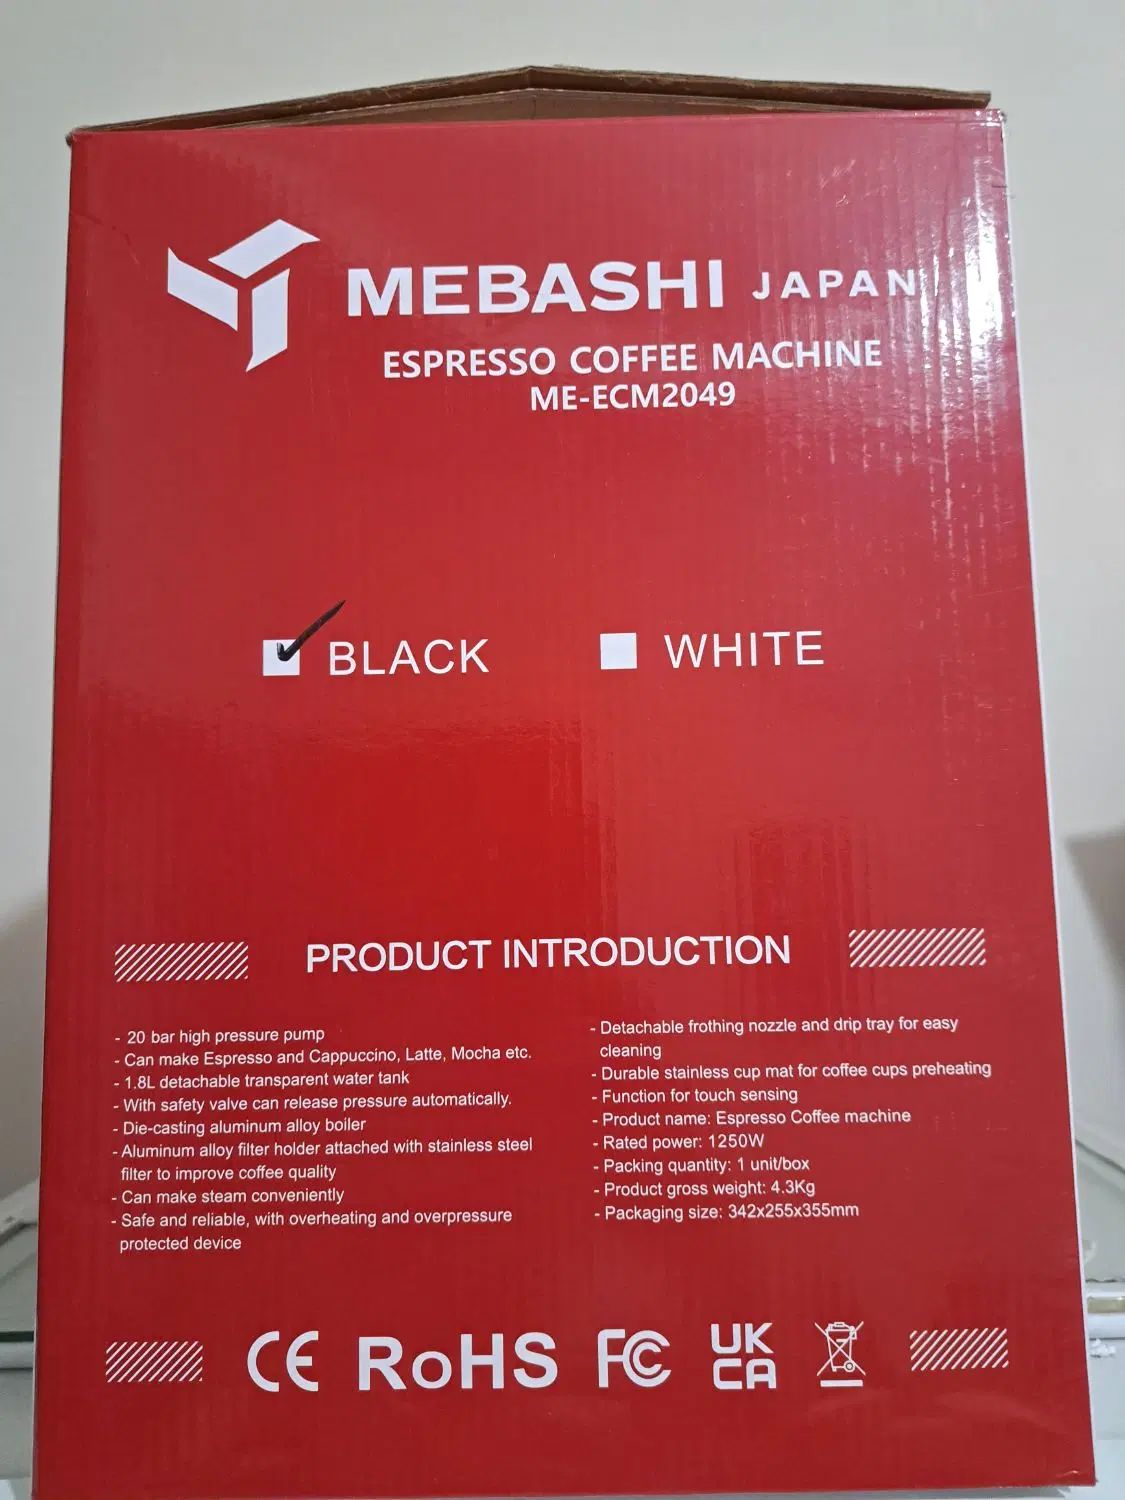 MEBASHI JAPAN
ESPRESSO COFFEE MACHINE
ME-ECM2049
BLACK
WHITE
PRODUCT INTRODUCTION
- 20 bar high pressure pump
- Can make Espresso and Cappuccino, Latte, Mocha etc.
- 1.8L detachable transparent water tank
- With safety valve can release pressure automatically.
- Die-casting aluminum alloy boiler
- Aluminum alloy filter holder attached with stainless steel
filter to improve coffee quality
- Can make steam conveniently
- Safe and reliable, with overheating and overpressure
protected device
- Detachable frothing nozzle and drip tray for easy
cleaning
- Durable stainless cup mat for coffee cups preheating
- Function for touch sensing
- Product name: Espresso Coffee machine
- Rated power: 1250W
- Packing quantity: 1 unit/box
- Product gross weight: 4.3Kg
- Packaging size: 342x255x355mm
CE RoHS FC UK
CA